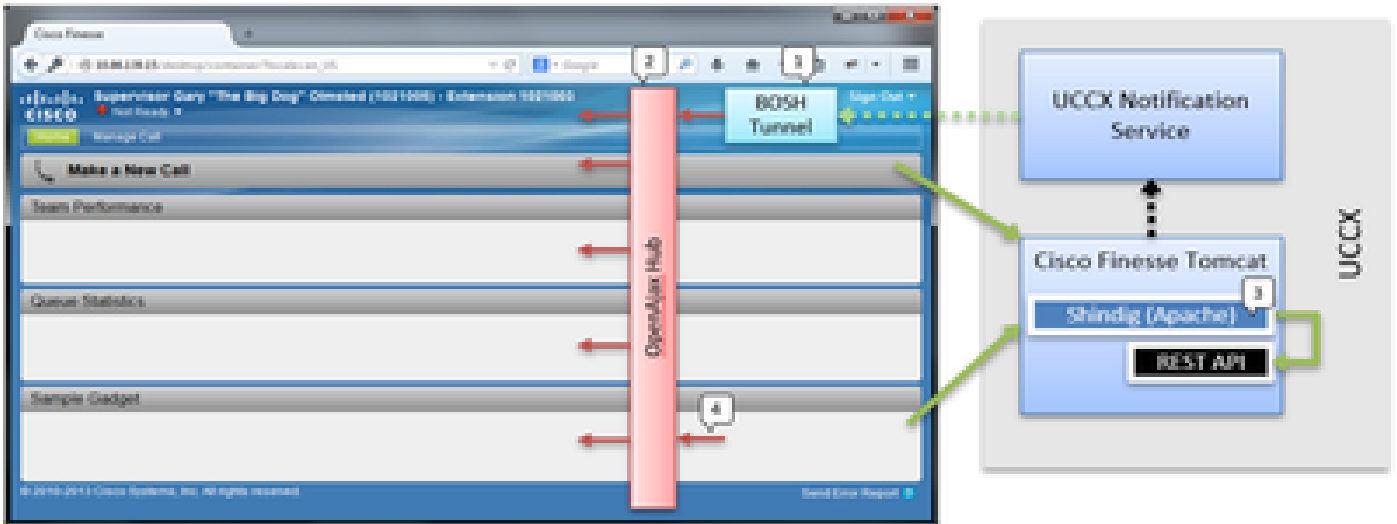 Cisco Finesse
Google
2
1
CISCO
Supervisor Gary "The Big Dog" Olmsted (1021005) - Extension 1001003
Not Ready
Sign Out
BOSH
Tunnel
Home
Manage Call
Make a New Call
Team Performance
Queue Statistics
Sample Gadget
OpenAjax Hub
4
© 2010-2013 Cisco Systems, Inc. All rights reserved.
Send Error Report
UCCX Notification
Service
Cisco Finesse Tomcat
3
Shindig (Apache)
REST API
UCCX